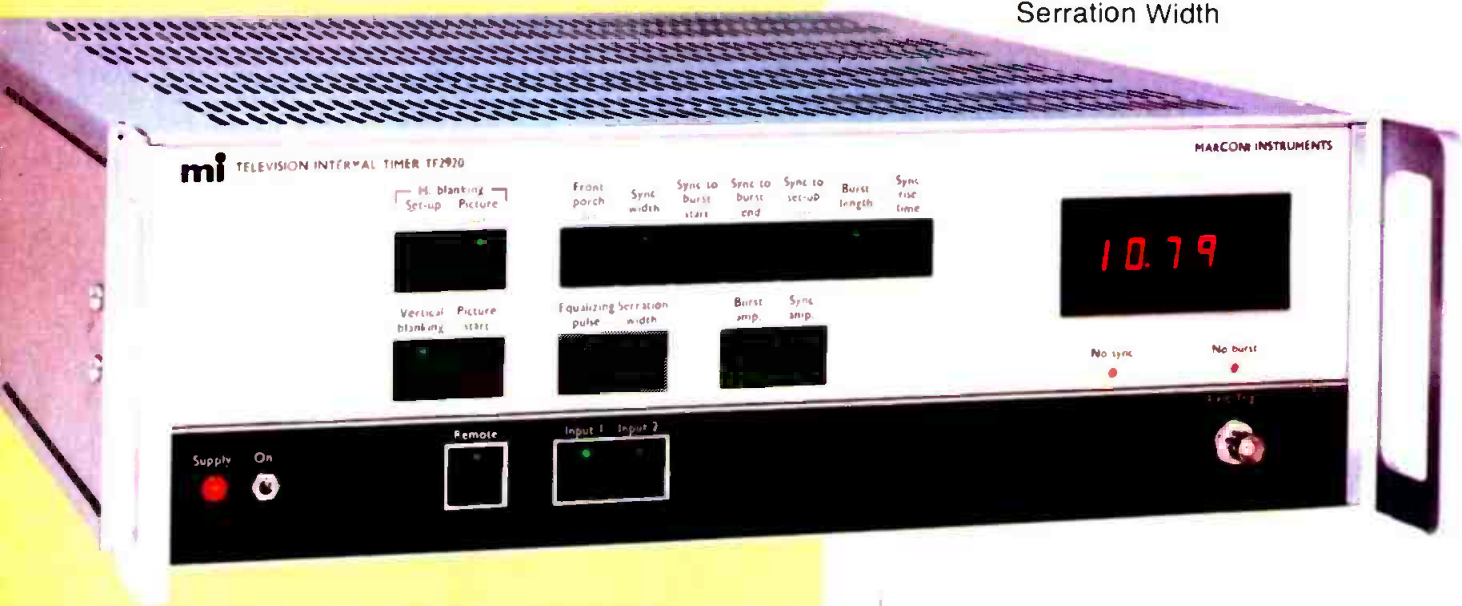 Serration Width
mi TELEVISION INTERVAL TIMER TF2920
MARCONI INSTRUMENTS
H. blanking
Set-up Picture
Front porch
Sync width
Sync to burst start
Sync to burst end
Sync to set-up
Burst length
Sync rise time
10.79
Vertical blanking
Picture start
Equalizing pulse
Serration width
Burst amp.
Sync amp.
No sync
No burst
Supply
On
Remote
Input 1 Input 2